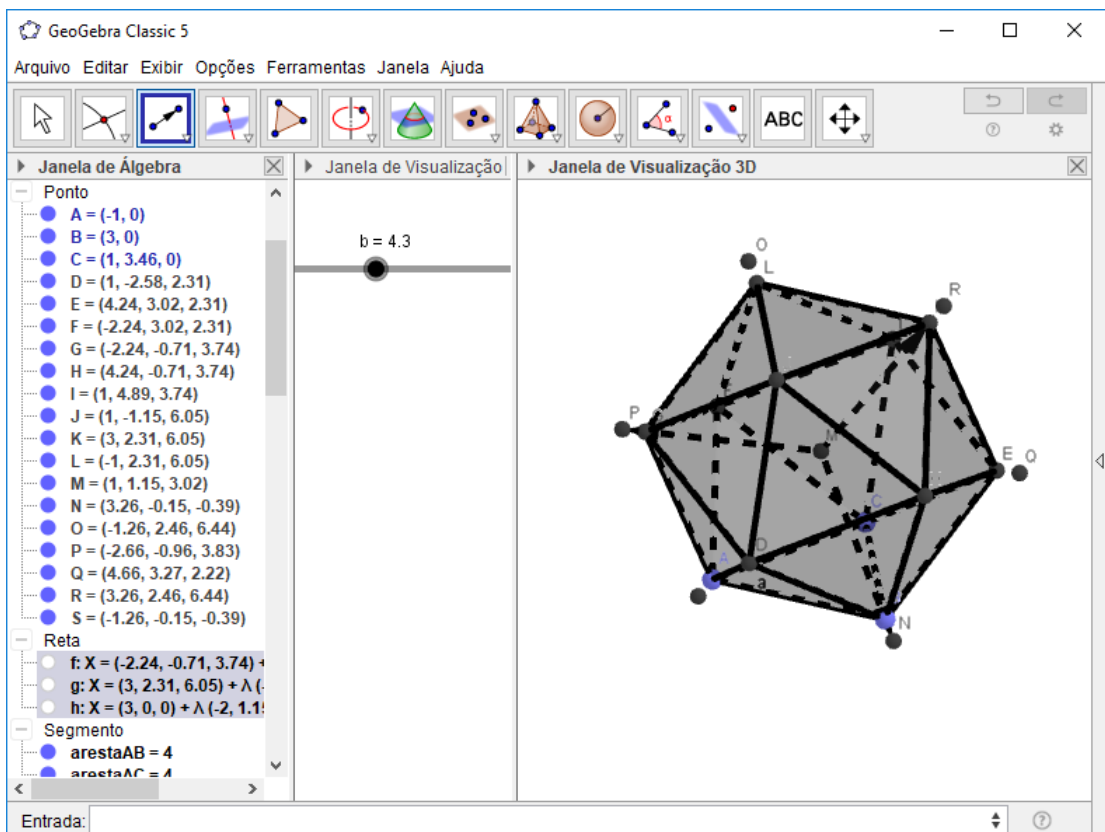 GeoGebra Classic 5
Arquivo Editar Exibir Opções Ferramentas Janela Ajuda
ABC
Janela de Álgebra
Janela de Visualização
Janela de Visualização 3D
Ponto
A = (-1, 0)
B = (3, 0)
C = (1, 3.46, 0)
D = (1, -2.58, 2.31)
E = (4.24, 3.02, 2.31)
F = (-2.24, 3.02, 2.31)
G = (-2.24, -0.71, 3.74)
H = (4.24, -0.71, 3.74)
I = (1, 4.89, 3.74)
J = (1, -1.15, 6.05)
K = (3, 2.31, 6.05)
L = (-1, 2.31, 6.05)
M = (1, 1.15, 3.02)
N = (3.26, -0.15, -0.39)
O = (-1.26, 2.46, 6.44)
P = (-2.66, -0.96, 3.83)
Q = (4.66, 3.27, 2.22)
R = (3.26, 2.46, 6.44)
S = (-1.26, -0.15, -0.39)
Reta
f: X = (-2.24, -0.71, 3.74) +
g: X = (3, 2.31, 6.05) + λ (-
h: X = (3, 0, 0) + λ (-2, 1.15
Segmento
arestaAB = 4
arestaAC = 4
b = 4.3
O
L
R
P
M
E
Q
C
D
A
a
N
Entrada: